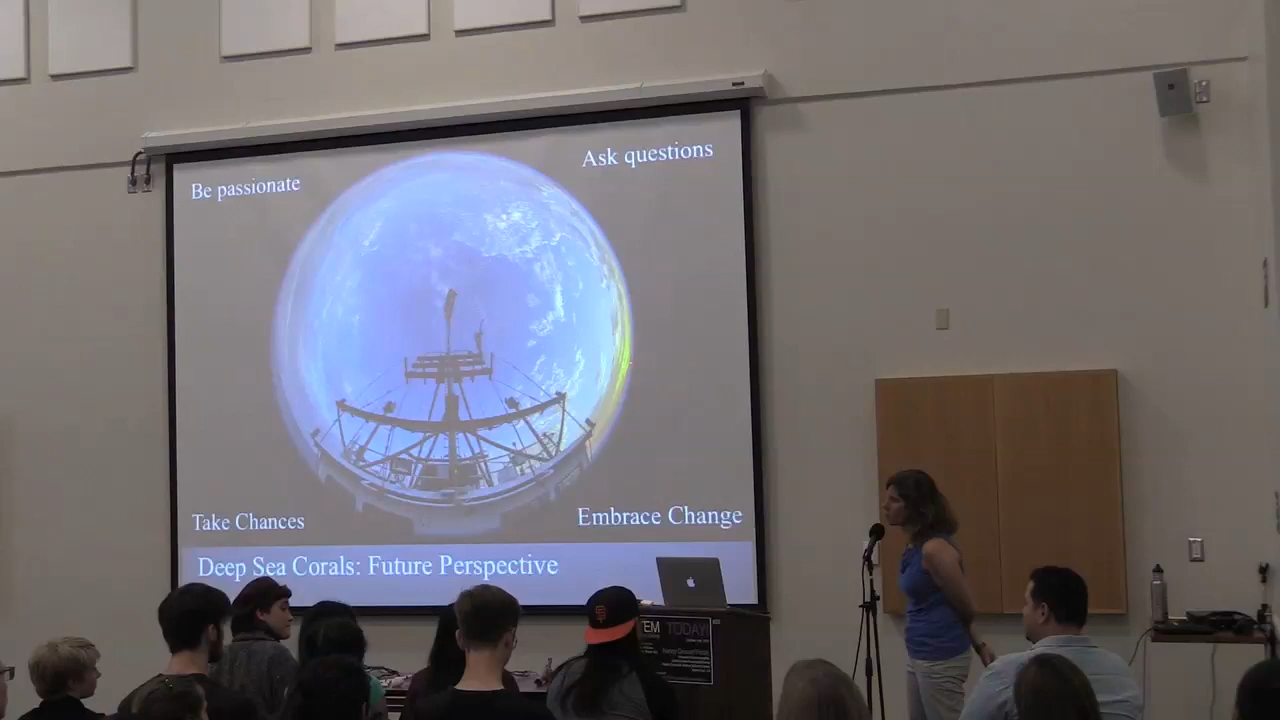 Be passionate
Ask questions
Take Chances
Embrace Change
Deep Sea Corals: Future Perspective
TODAY!